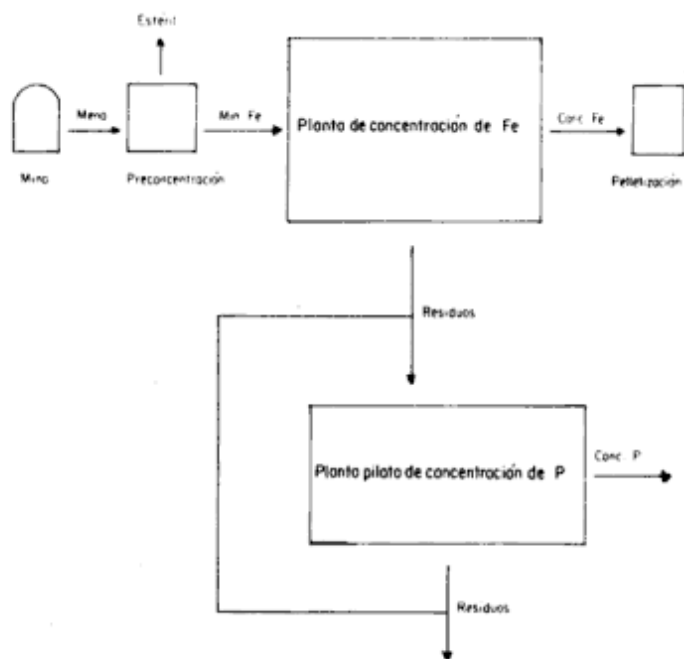 Estéril
Mena
Min. Fe
Planta de concentración de Fe
Conc. Fe
Mina
Preconcentración
Pelletización
Residuos
Planta piloto de concentración de P
Conc. P
Residuos